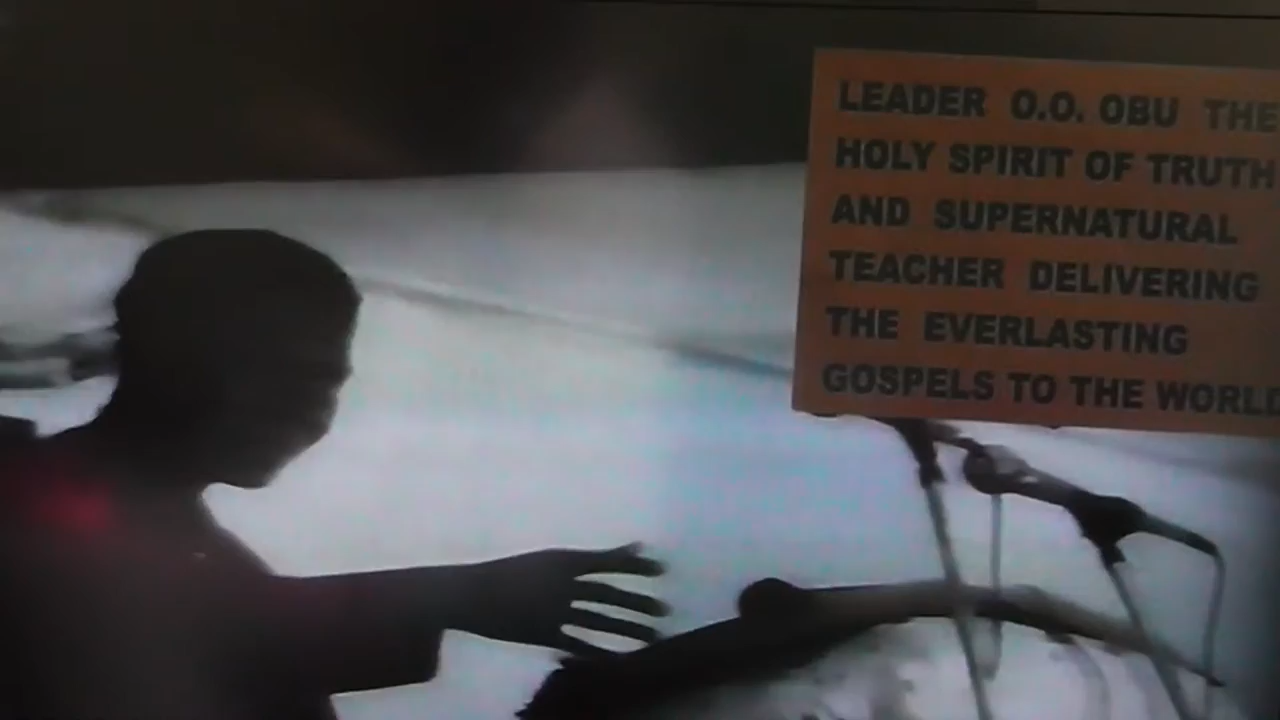 LEADER O.O. OBU THE
HOLY SPIRIT OF TRUTH
AND SUPERNATURAL
TEACHER DELIVERING
THE EVERLASTING
GOSPELS TO THE WORLD